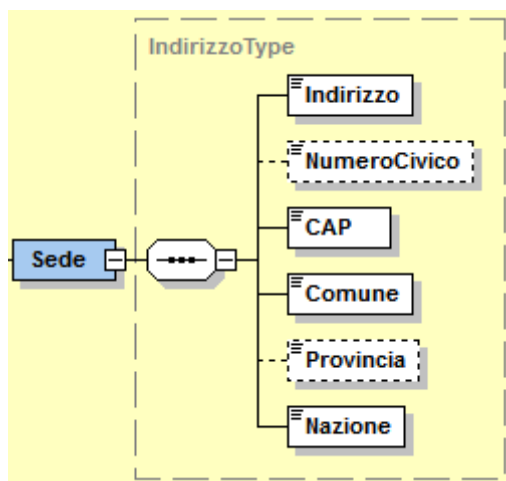 IndirizzoType
Indirizzo
NumeroCivico
CAP
Sede
Comune
Provincia
Nazione